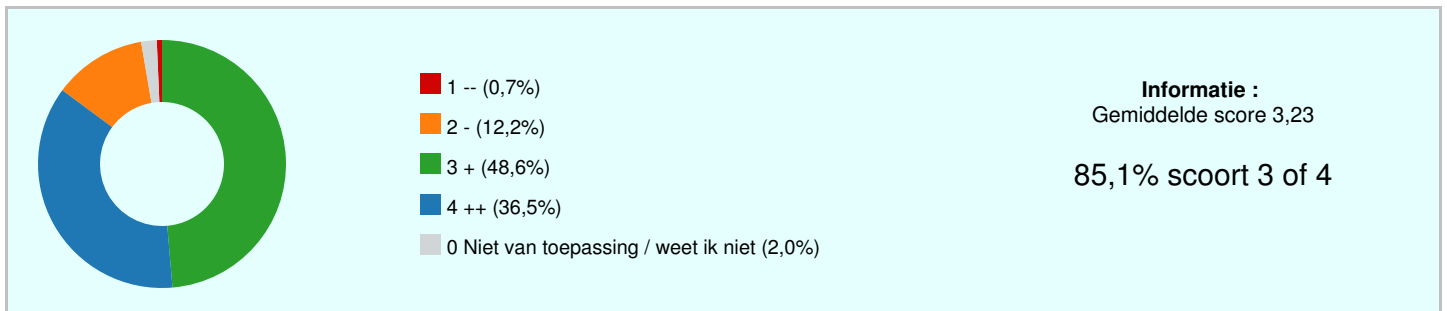 1 -- (0,7%)
2 - (12,2%)
3 + (48,6%)
4 ++ (36,5%)
0 Niet van toepassing / weet ik niet (2,0%)
Informatie :
Gemiddelde score 3,23
85,1% scoort 3 of 4